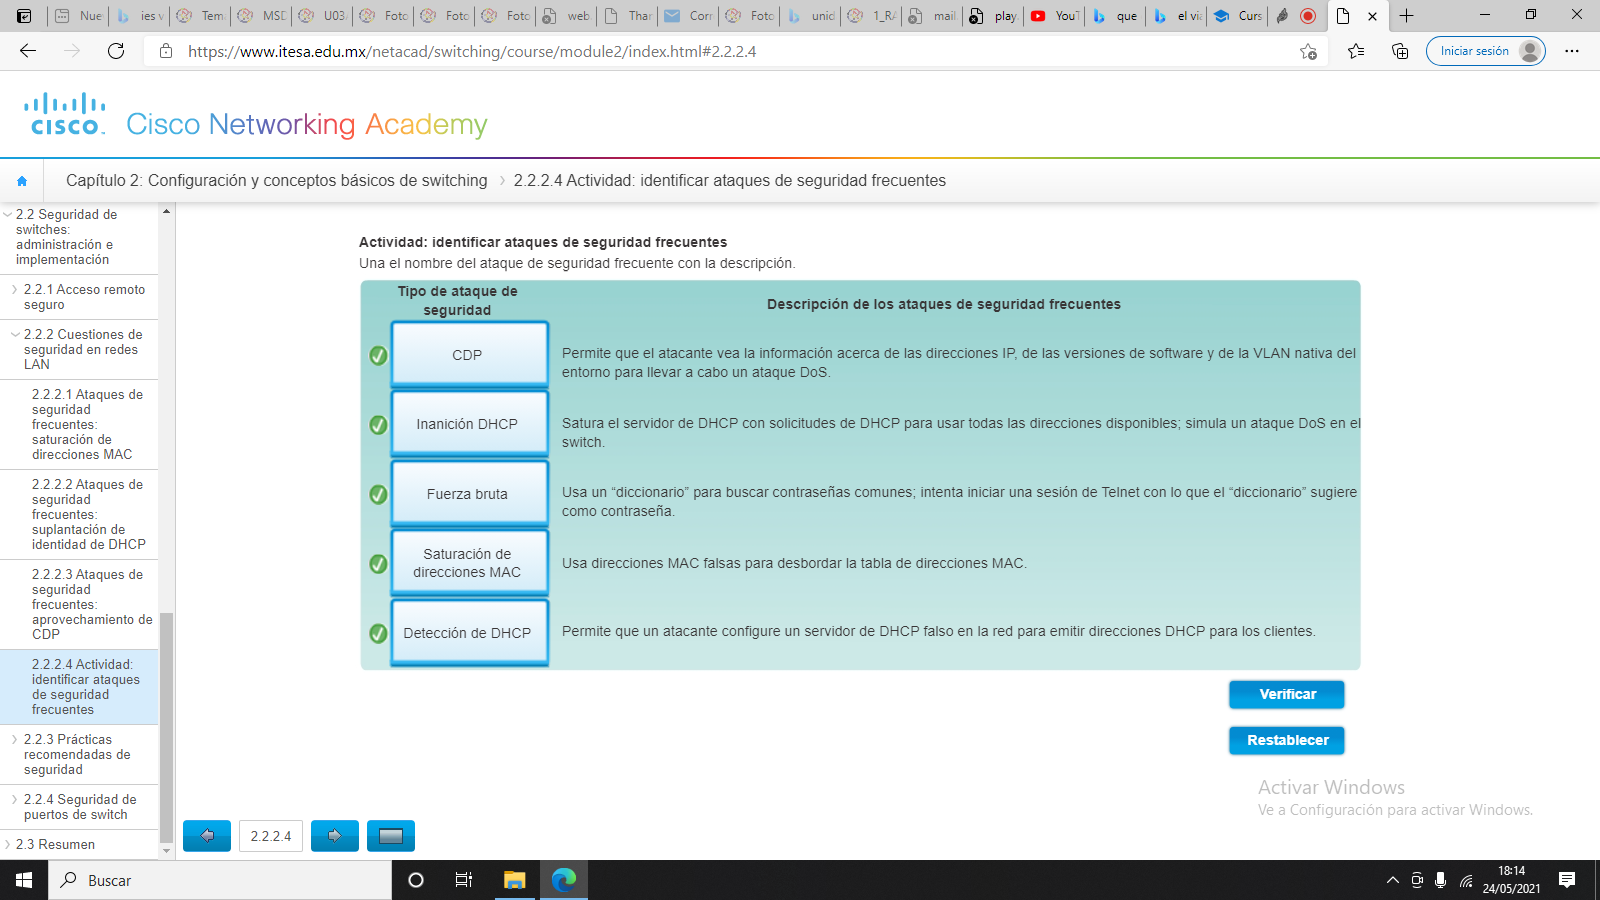 Nue
ies v
Tem
MSD
U03
Foto
Foto
Foto
web
Thar
Corr
Foto
unid
1_RA
mail
play
YouT
que
el via
Curs
https://www.itesa.edu.mx/netacad/switching/course/module2/index.html#2.2.2.4
Iniciar sesión
CISCO. Cisco Networking Academy
Capítulo 2: Configuración y conceptos básicos de switching
2.2.2.4 Actividad: identificar ataques de seguridad frecuentes
2.2 Seguridad de
switches:
administración e
implementación
2.2.1 Acceso remoto
seguro
2.2.2 Cuestiones de
seguridad en redes
LAN
2.2.2.1 Ataques de
seguridad
frecuentes:
saturación de
direcciones MAC
2.2.2.2 Ataques de
seguridad
frecuentes:
suplantación de
identidad de DHCP
2.2.2.3 Ataques de
seguridad
frecuentes:
aprovechamiento de
CDP
2.2.2.4 Actividad:
identificar ataques
de seguridad
frecuentes
2.2.3 Prácticas
recomendadas de
seguridad
2.2.4 Seguridad de
puertos de switch
2.3 Resumen
Actividad: identificar ataques de seguridad frecuentes
Una el nombre del ataque de seguridad frecuente con la descripción.
Tipo de ataque de
seguridad
Descripción de los ataques de seguridad frecuentes
CDP
Permite que el atacante vea la información acerca de las direcciones IP, de las versiones de software y de la VLAN nativa del
entorno para llevar a cabo un ataque DoS.
Inanición DHCP
Satura el servidor de DHCP con solicitudes de DHCP para usar todas las direcciones disponibles; simula un ataque DoS en el
switch.
Fuerza bruta
Usa un “diccionario” para buscar contraseñas comunes; intenta iniciar una sesión de Telnet con lo que el “diccionario” sugiere
como contraseña.
Saturación de
direcciones MAC
Usa direcciones MAC falsas para desbordar la tabla de direcciones MAC.
Detección de DHCP
Permite que un atacante configure un servidor de DHCP falso en la red para emitir direcciones DHCP para los clientes.
Verificar
Restablecer
Activar Windows
Ve a Configuración para activar Windows.
2.2.2.4
Buscar
18:14
24/05/2021